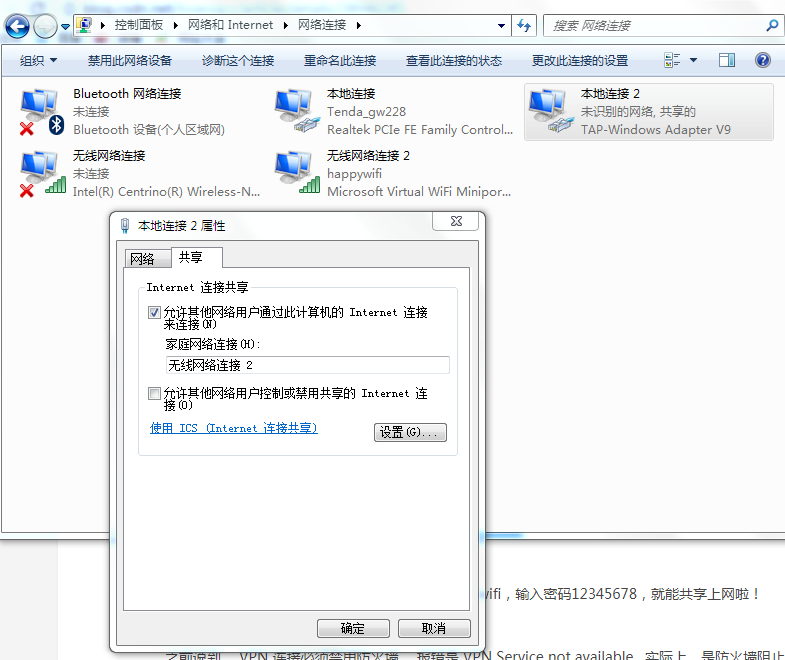 控制面板 ▸ 网络和 Internet ▸ 网络连接 ▸
搜索 网络连接
组织 禁用此网络设备 诊断这个连接 重命名此连接 查看此连接的状态 更改此连接的设置
Bluetooth 网络连接
未连接
Bluetooth 设备(个人区域网)
本地连接
Tenda_gw228
Realtek PCIe FE Family Control...
本地连接 2
未识别的网络, 共享的
TAP-Windows Adapter V9
无线网络连接
未连接
Intel(R) Centrino(R) Wireless-N...
无线网络连接 2
happywifi
Microsoft Virtual WiFi Minipor...
本地连接 2 属性
网络 共享
Internet 连接共享
允许其他网络用户通过此计算机的 Internet 连接
来连接(N)
家庭网络连接(H):
无线网络连接 2
允许其他网络用户控制或禁用共享的 Internet 连
接(O)
使用 ICS (Internet 连接共享)
设置(G)...
确定 取消
wifi，输入密码12345678，就能共享上网啦！
之前说到 VPN 连接必须禁用防火墙 报错是 VPN Service not available 实际上 是防火墙阻止